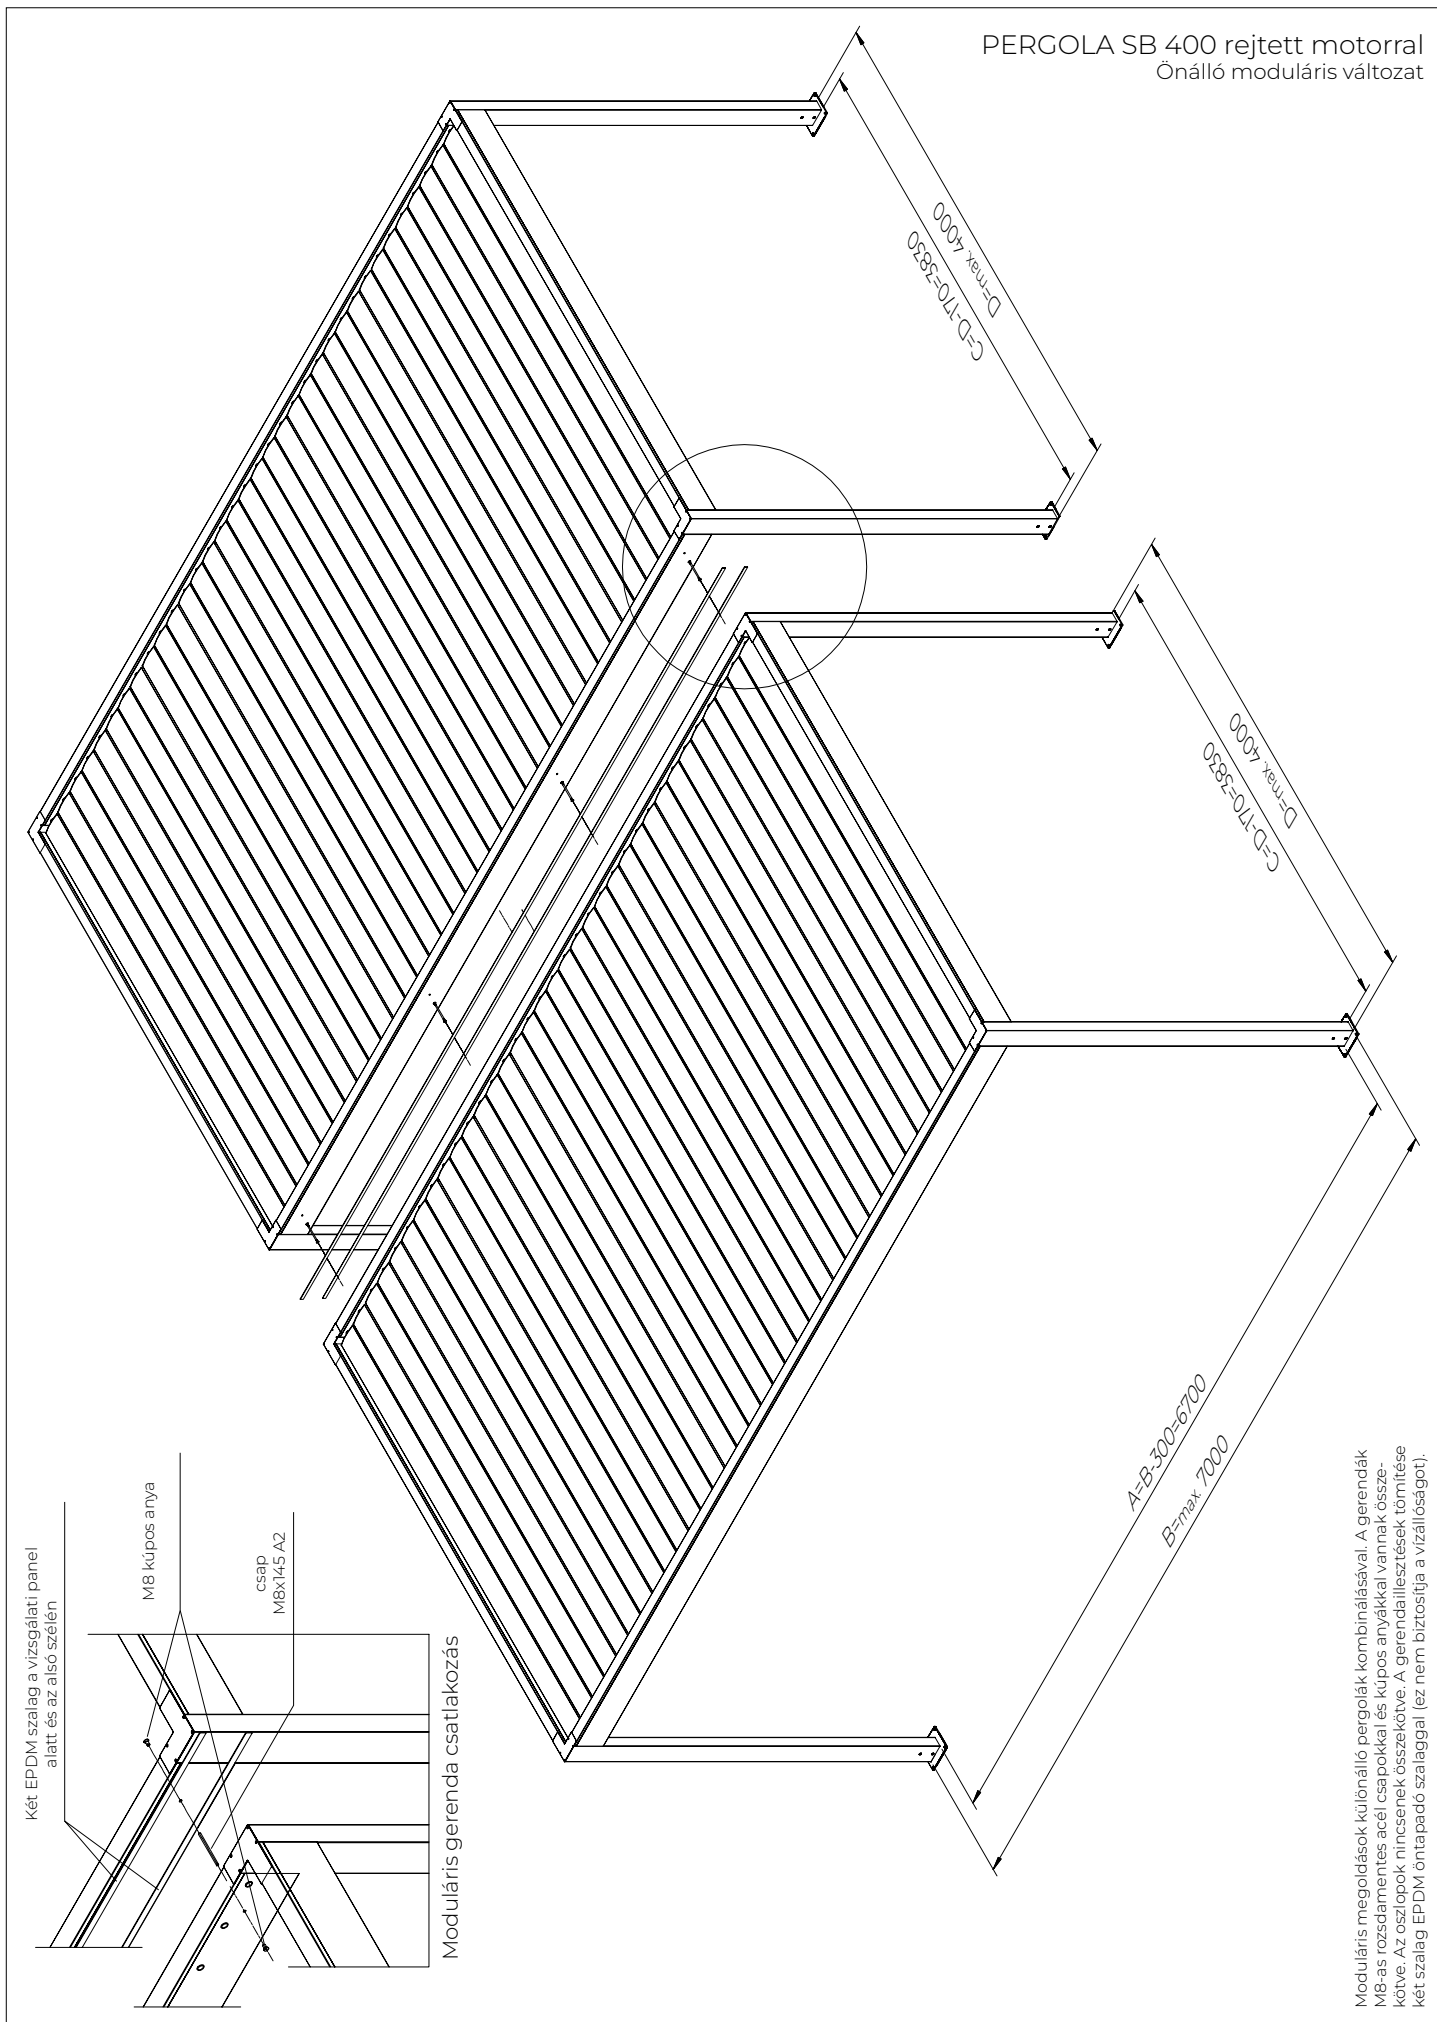 PERGOLA SB 400 rejtett motorral
Önálló moduláris változat
D=max. 4000
C=D-170=3830
D=max. 4000
C=D-170=3830
A=B-300=6700
B=max. 7000
Két EPDM szalag a vizsgálati panel
alatt és az alsó szélén
M8 kúpos anya
csap
M8x145 A2
Moduláris gerenda csatlakozás
Moduláris megoldások különálló pergolák kombinálásával. A gerendák
M8-as rozsdamentes acél csapokkal és kúpos anyákkal vannak össze-
kötve. Az oszlopok nincsenek összekötve. A gerendaillesztések tömítése
két szalag EPDM öntapadó szalaggal (ez nem biztosítja a vízállóságot).